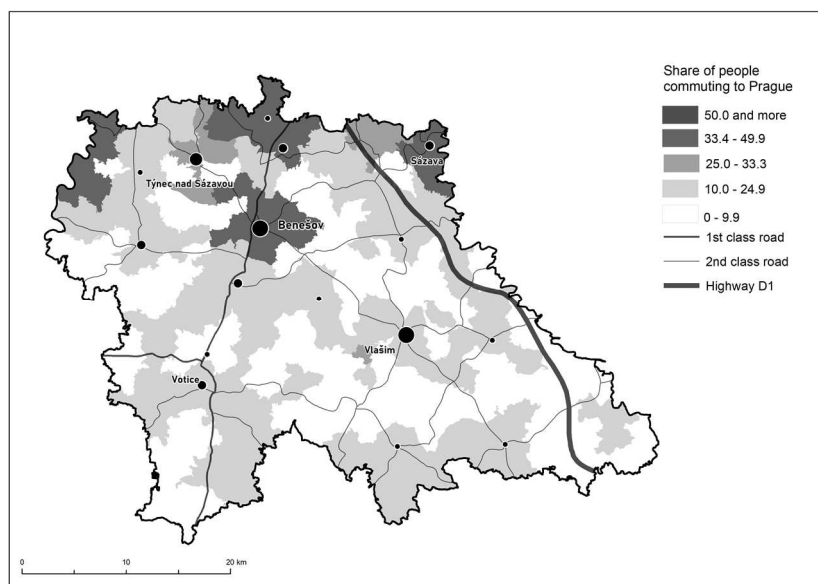 Share of people
commuting to Prague
50.0 and more
33.4 - 49.9
25.0 - 33.3
10.0 - 24.9
0 - 9.9
1st class road
2nd class road
Highway D1
Sázava
Týnec nad Sázavou
Benešov
Vlašim
Votice
0 10 20 km